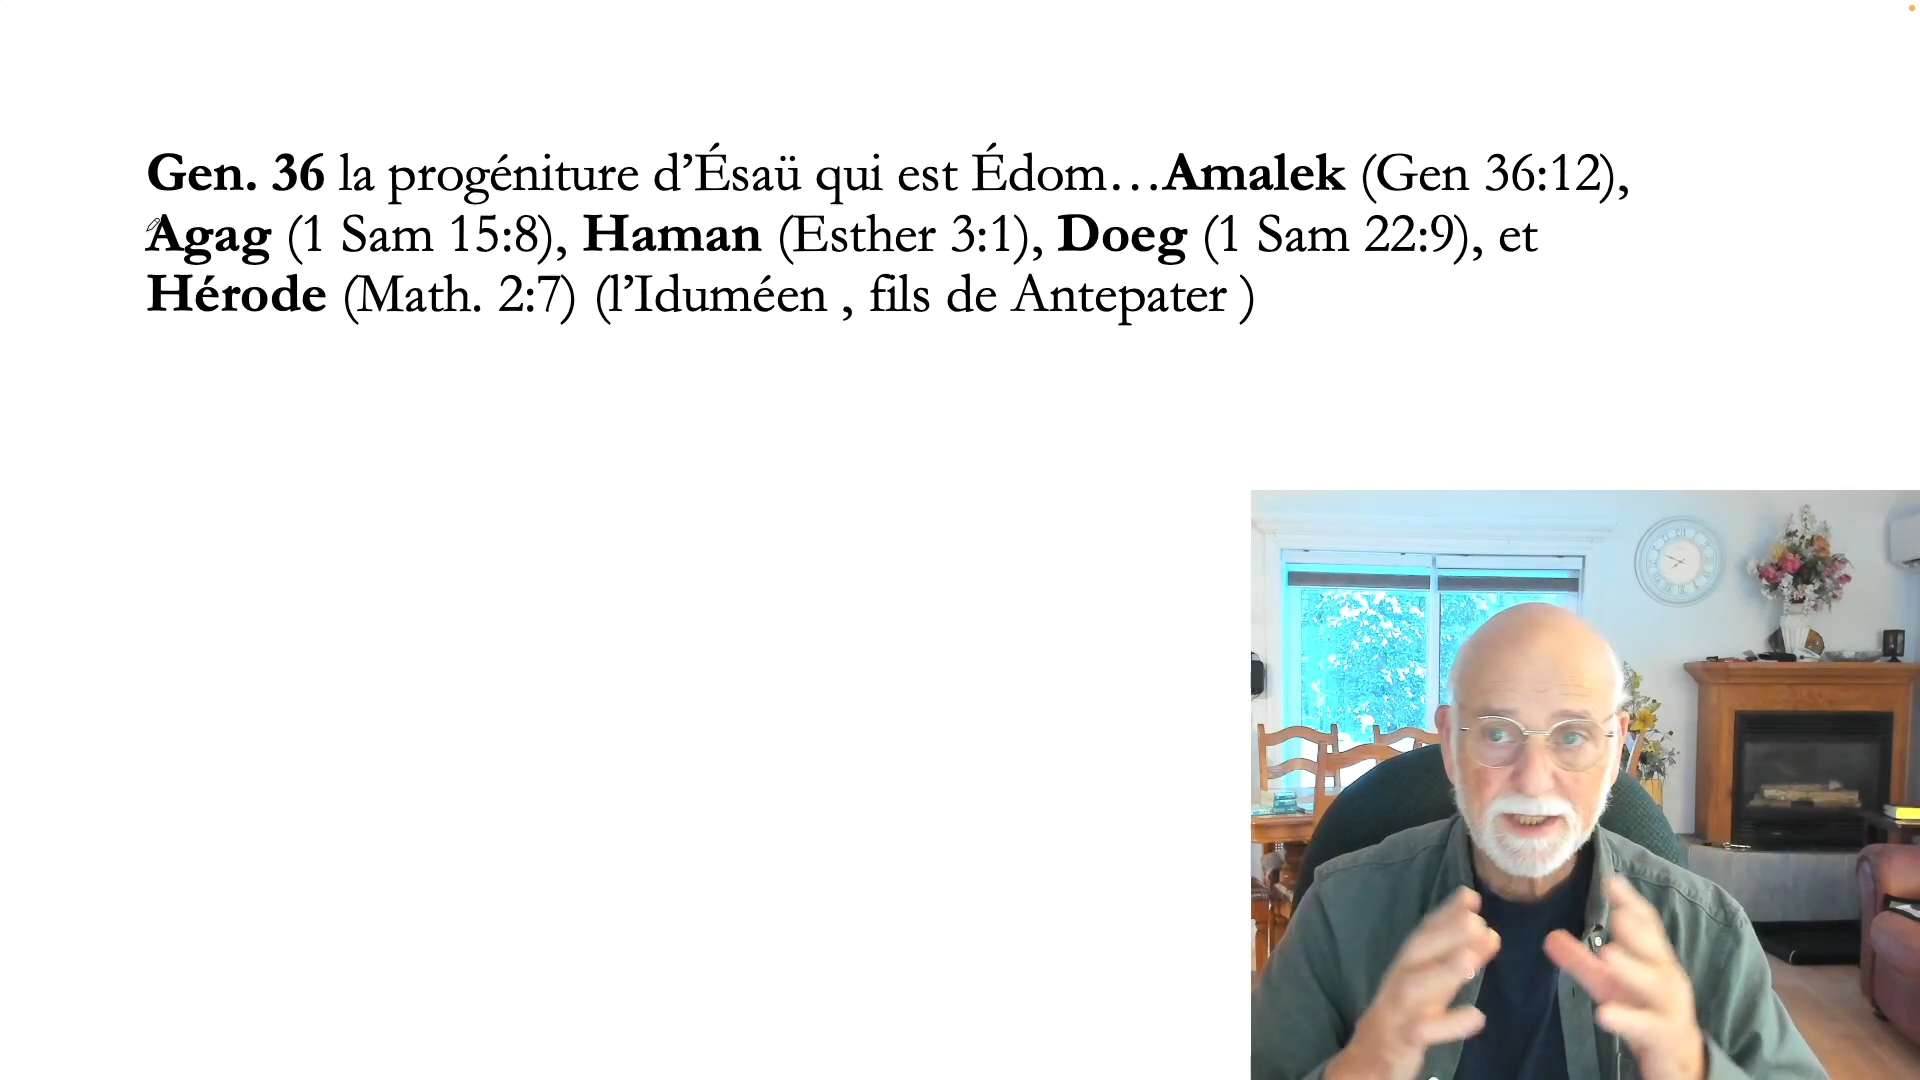 Gen. 36 la progéniture d’Ésaü qui est Édom…Amalek (Gen 36:12),
Agag (1 Sam 15:8), Haman (Esther 3:1), Doeg (1 Sam 22:9), et
Hérode (Math. 2:7) (l’Iduméen , fils de Antepater )